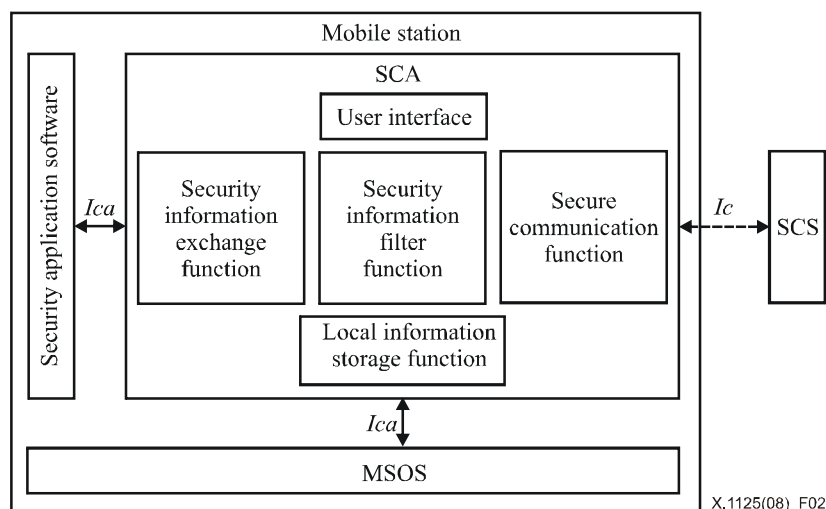 Mobile station
SCA
User interface
Security application software
Ica
Security
information
exchange
function
Security
information
filter
function
Secure
communication
function
Ic
SCS
Local information
storage function
Ica
MSOS
X.1125(08)_F02